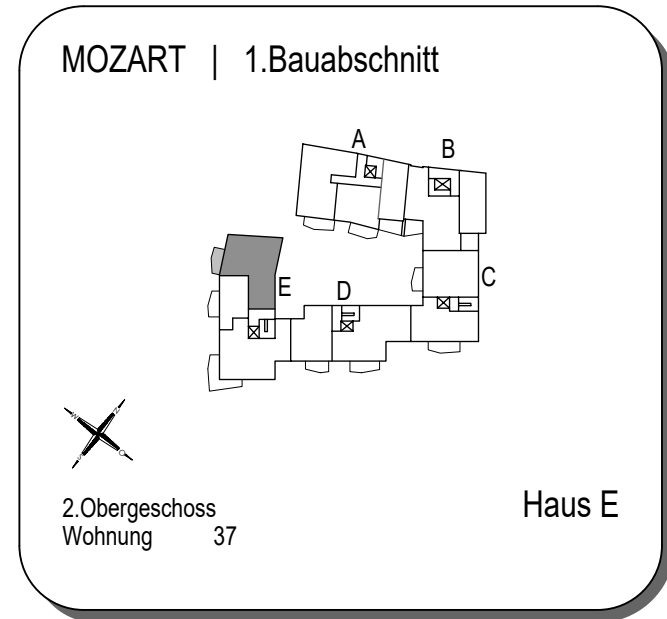 MOZART | 1.Bauabschnitt
A
B
C
E
D
N
W
O
S
2.Obergeschoss
Wohnung 37
Haus E